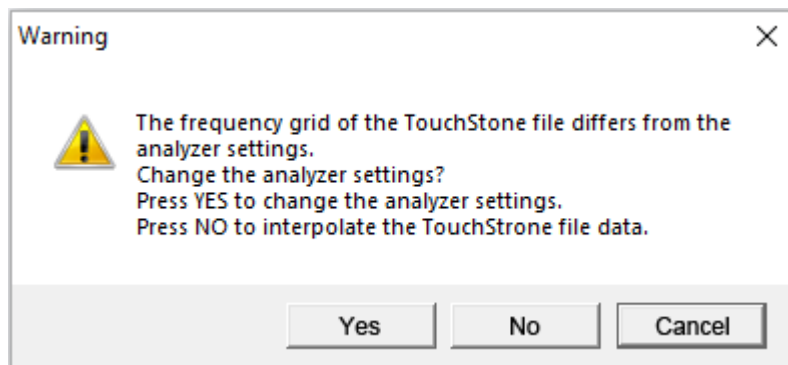 Warning
The frequency grid of the TouchStone file differs from the
analyzer settings.
Change the analyzer settings?
Press YES to change the analyzer settings.
Press NO to interpolate the TouchStrone file data.
Yes No Cancel